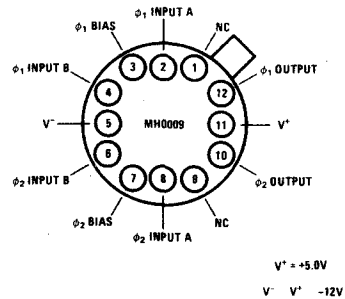 ϕ₁ INPUT A
ϕ₁ BIAS
NC
ϕ₁ INPUT B
ϕ₁ OUTPUT
3
2
1
4
12
V⁻
5
MH0009
11
V⁺
6
10
ϕ₂ INPUT B
7
8
9
ϕ₂ OUTPUT
ϕ₂ BIAS
NC
ϕ₂ INPUT A
V⁺ = +5.0V
V⁻ V⁺ -12V